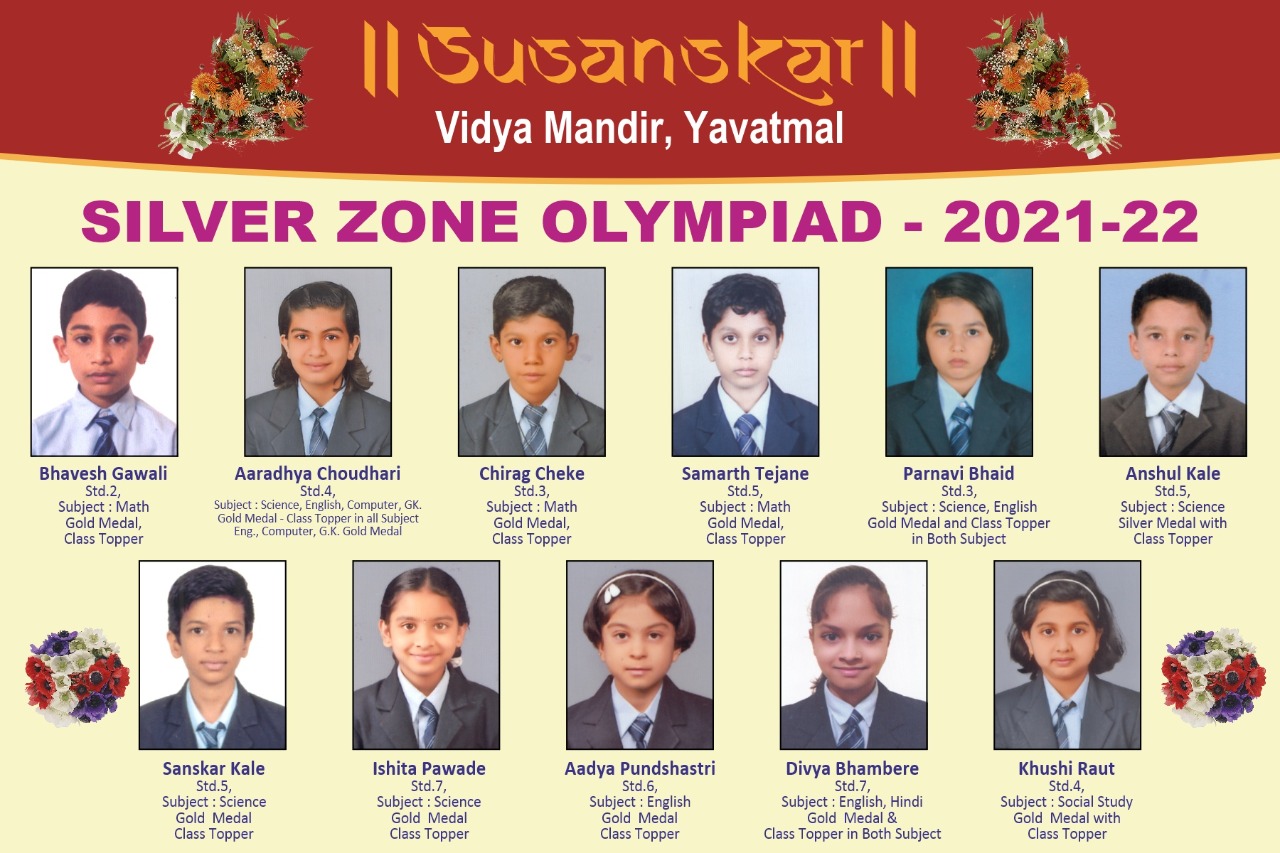 || Susanskar ||
Vidya Mandir, Yavatmal
SILVER ZONE OLYMPIAD - 2021-22
Bhavesh Gawali
Std.2,
Subject : Math
Gold Medal,
Class Topper
Aaradhya Choudhari
Std.4,
Subject : Science, English, Computer, GK.
Gold Medal - Class Topper in all Subject
Eng., Computer, G.K. Gold Medal
Chirag Cheke
Std.3,
Subject : Math
Gold Medal,
Class Topper
Samarth Tejane
Std.5,
Subject : Math
Gold Medal,
Class Topper
Parnavi Bhaid
Std.3,
Subject : Science, English
Gold Medal and Class Topper
in Both Subject
Anshul Kale
Std.5,
Subject : Science
Silver Medal with
Class Topper
Sanskar Kale
Std.5,
Subject : Science
Gold Medal
Class Topper
Ishita Pawade
Std.7,
Subject : Science
Gold Medal
Class Topper
Aadya Pundshastri
Std.6,
Subject : English
Gold Medal
Class Topper
Divya Bhambere
Std.7,
Subject : English, Hindi
Gold Medal &
Class Topper in Both Subject
Khushi Raut
Std.4,
Subject : Social Study
Gold Medal with
Class Topper